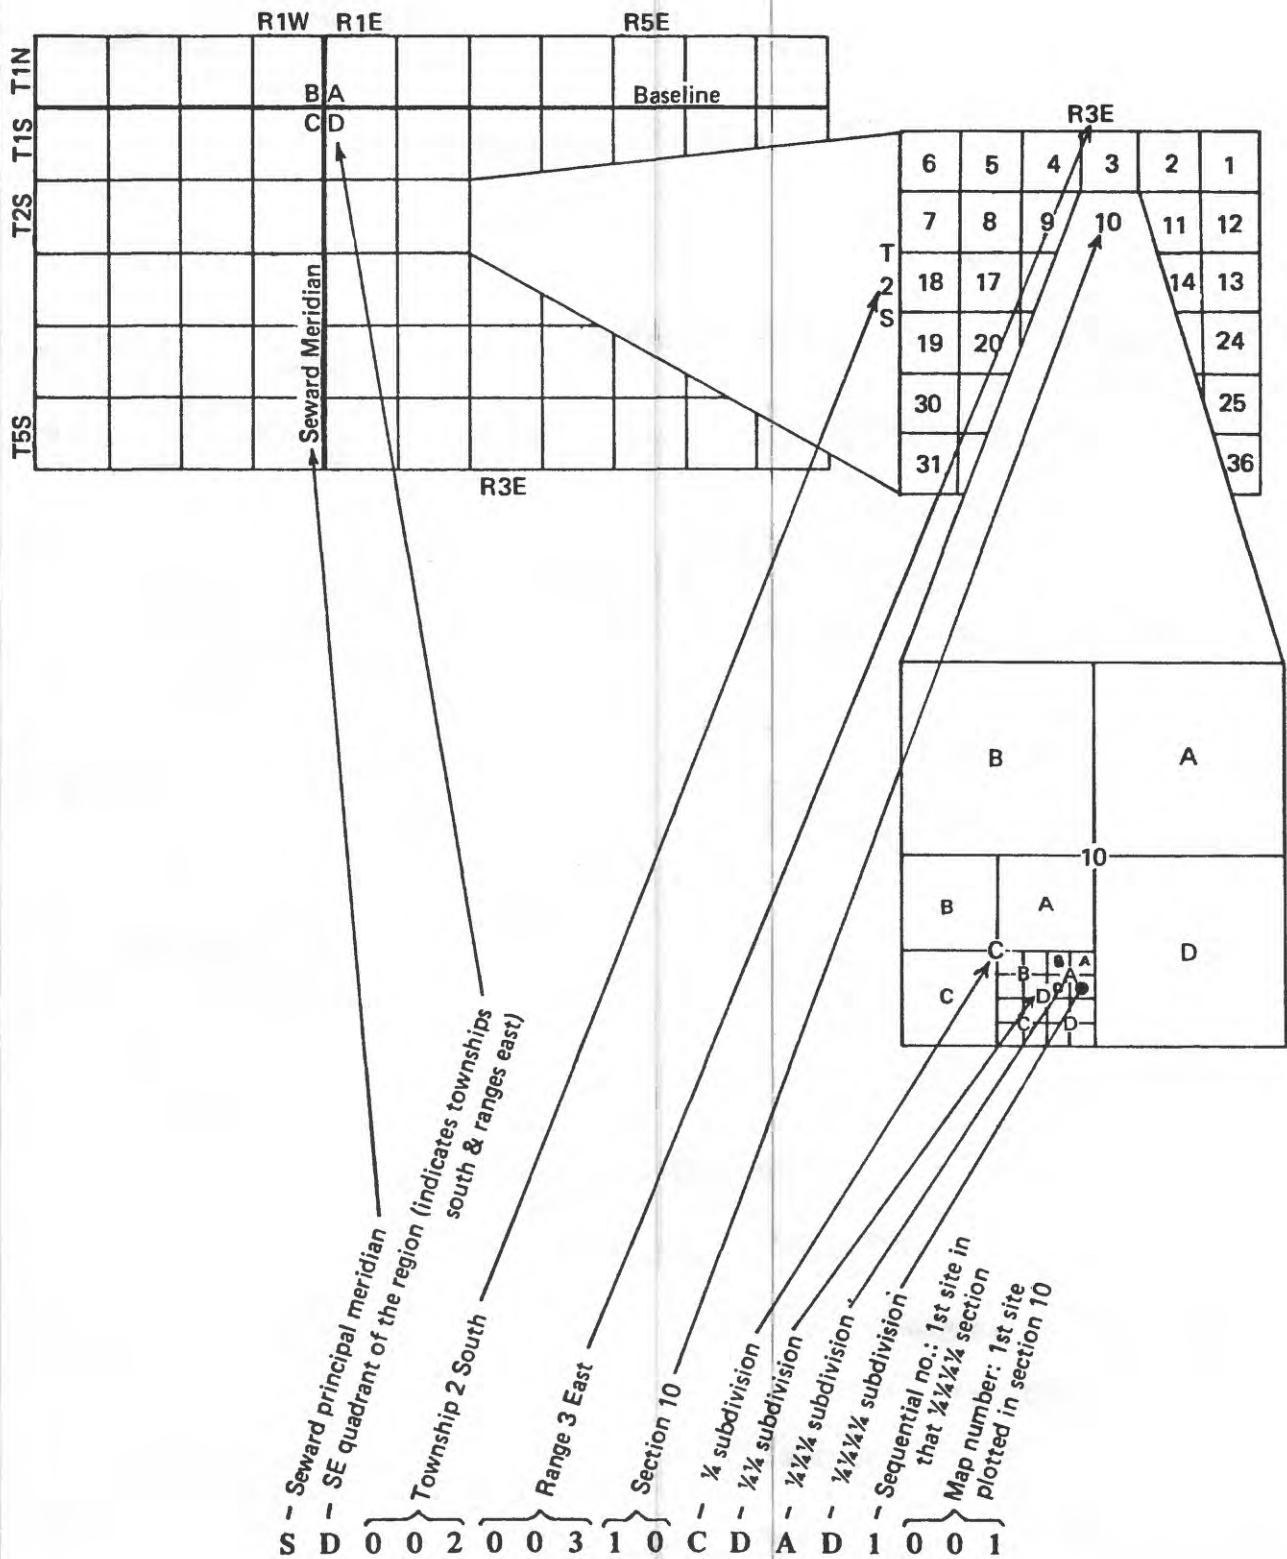 R1W R1E R5E
T1N
B A
Baseline
C D
T1S
T2S
Seward Meridian
T5S
R3E
R3E
6 5 4 3 2 1
7 8 9 10 11 12
T
2
S
18 17 14 13
19 20 24
30 25
31 36
B A
10
B A
C
D
C
B A
B A
D D
C D
Seward principal meridian
SE quadrant of the region (indicates townships
south & ranges east)
Township 2 South
Range 3 East
Section 10
¼ subdivision
¼¼ subdivision
¼¼¼ subdivision
¼¼¼¼ subdivision
Sequential no.: 1st site in
that ¼¼¼¼ section
Map number: 1st site
plotted in section 10
S D 0 0 2 0 0 3 1 0 C D A D 1 0 0 1